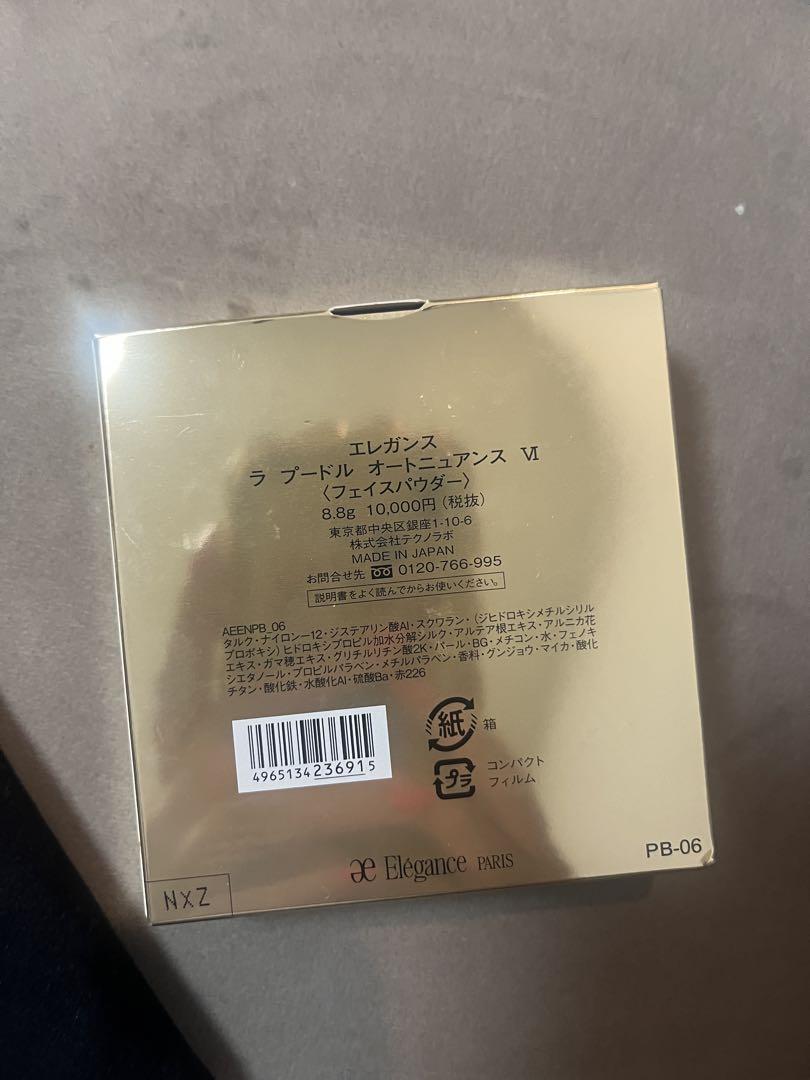 エレガンス
ラ プードル オートニュアンス Ⅵ
〈フェイスパウダー〉
8.8g 10,000円(税抜)
東京都中央区銀座1-10-6
株式会社テクノラボ
MADE IN JAPAN
お問合せ先 0120-766-995
説明書をよく読んでからお使いください。
AEENPB_06
タルク・ナイロン－12・ジステアリン酸Al・スクワラン・(ジヒドロキシメチルシリル
プロポキシ)ヒドロキシプロピル加水分解シルク・アルテア根エキス・アルニカ花
エキス・ガマ穂エキス・グリチルリチン酸2K・パール・BG・メチコン・水・フェノキ
シエタノール・プロピルパラベン・メチルパラベン・香料・グンジョウ・マイカ・酸化
チタン・酸化鉄・水酸化Al・硫酸Ba・赤226
4965134236915
紙 箱
プラ コンパクト
フィルム
PB-06
ae Elégance PARIS
NXZ